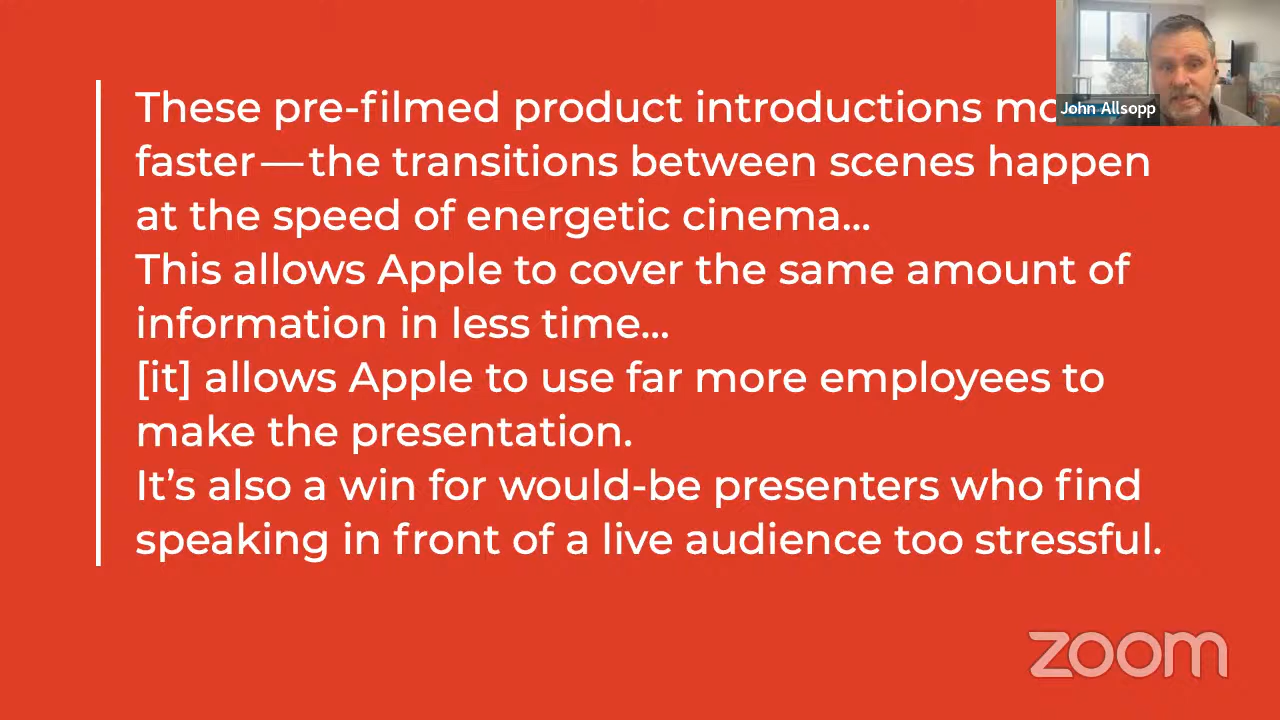 These pre-filmed product introductions
faster — the transitions between scenes happen
at the speed of energetic cinema...
This allows Apple to cover the same amount of
information in less time...
[it] allows Apple to use far more employees to
make the presentation.
It’s also a win for would-be presenters who find
speaking in front of a live audience too stressful.
John Allsopp
zoom